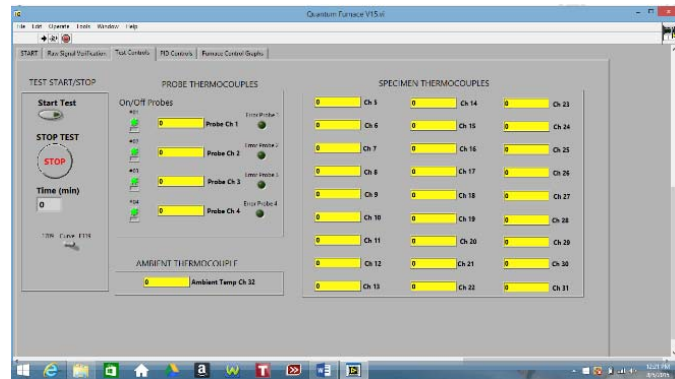 Quantum Furnace V15.vi
File Edit Operate Tools Window Help
START Raw Signal Verification Test Controls PID Controls Furnace Control Graphs
TEST START/STOP
Start Test
STOP TEST
STOP
Time (min)
0
Curve
PROBE THERMOCOUPLES
On/Off Probes
#01
0 Probe Ch 1
Error Probe 1
#02
0 Probe Ch 2
Error Probe 2
#03
0 Probe Ch 3
Error Probe 3
#04
0 Probe Ch 4
Error Probe 4
AMBIENT THERMOCOUPLE
0 Ambient Temp Ch 32
SPECIMEN THERMOCOUPLES
0 Ch 5 0 Ch 14 0 Ch 23
0 Ch 6 0 Ch 15 0 Ch 24
0 Ch 7 0 Ch 16 0 Ch 25
0 Ch 8 0 Ch 17 0 Ch 26
0 Ch 9 0 Ch 18 0 Ch 27
0 Ch 10 0 Ch 19 0 Ch 28
0 Ch 11 0 Ch 20 0 Ch 29
0 Ch 12 0 Ch 21 0 Ch 30
0 Ch 13 0 Ch 22 0 Ch 31
12:21 PM